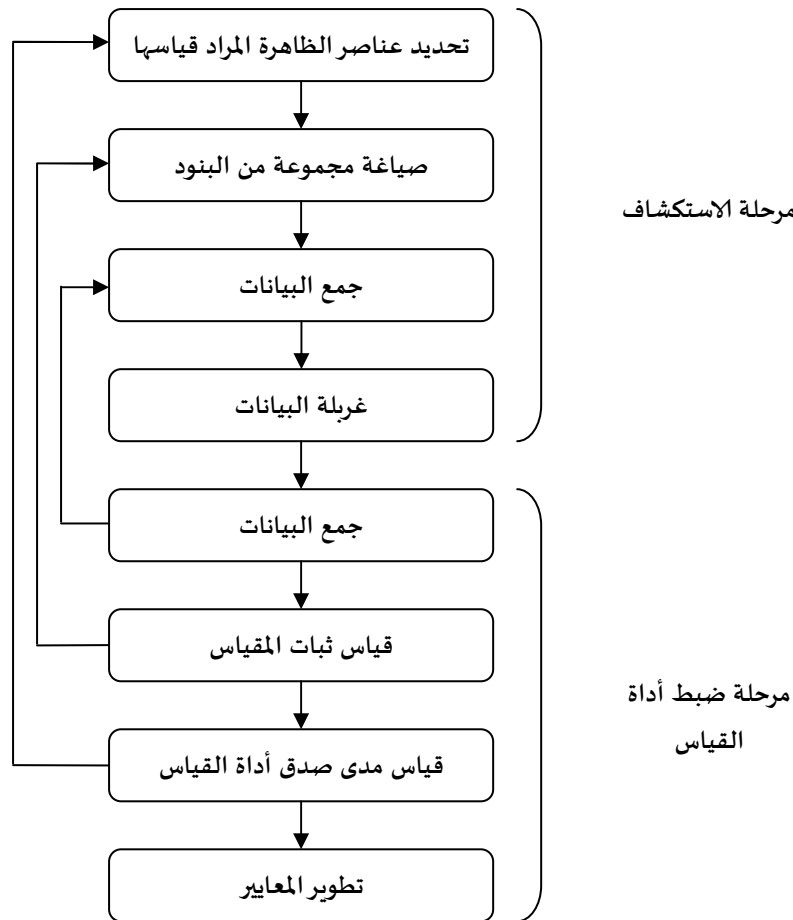 تحديد عناصر الظاهرة المراد قياسها
صياغة مجموعة من البنود
جمع البيانات
غربلة البيانات
مرحلة الاستكشاف
جمع البيانات
قياس ثبات المقياس
قياس مدى صدق أداة القياس
تطوير المعايير
مرحلة ضبط أداة
القياس